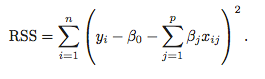 RSS = \sum_{i=1}^{n} \left( y_i - \beta_0 - \sum_{j=1}^{p} \beta_j x_{ij} \right)^2.